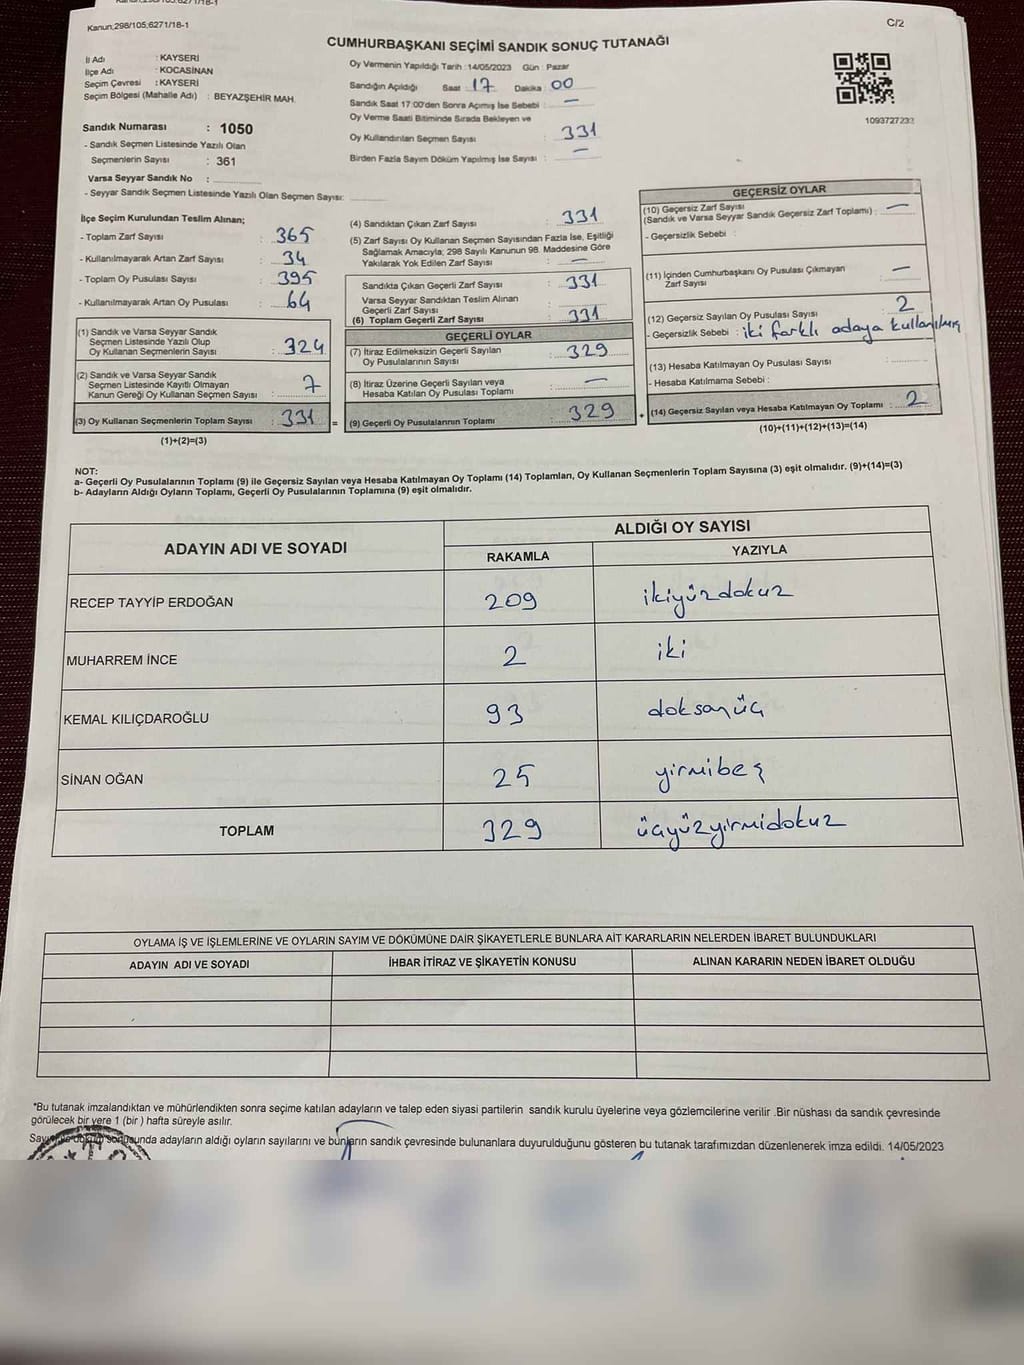 Kanun;298/105;6271/18-1
C/2
CUMHURBAŞKANI SEÇİMİ SANDIK SONUÇ TUTANAĞI
İl Adı : KAYSERİ
İlçe Adı : KOCASİNAN
Seçim Çevresi : KAYSERİ
Seçim Bölgesi (Mahalle Adı) : BEYAZŞEHİR MAH.
Sandık Numarası : 1050
- Sandık Seçmen Listesinde Yazılı Olan
Seçmenlerin Sayısı : 361
Varsa Seyyar Sandık No :
- Seyyar Sandık Seçmen Listesinde Yazılı Olan Seçmen Sayısı:
Oy Vermenin Yapıldığı Tarih : 14/05/2023 Gün : Pazar
Sandığın Açıldığı Saat : 17 Dakika : 00
Sandık Saat 17:00'den Sonra Açımış İse Sebebi : —
Oy Verme Saati Bitiminde Sırada Bekleyen ve
Oy Kullandırılan Seçmen Sayısı : 331
Birden Fazla Sayım Döküm Yapılmış İse Sayısı : —
1093727233
İlçe Seçim Kurulundan Teslim Alınan;
- Toplam Zarf Sayısı : 365
- Kullanılmayarak Artan Zarf Sayısı : 34
- Toplam Oy Pusulası Sayısı : 395
- Kullanılmayarak Artan Oy Pusulası : 64
(1) Sandık ve Varsa Seyyar Sandık
Seçmen Listesinde Yazılı Olup
Oy Kullanan Seçmenlerin Sayısı : 324
(2) Sandık ve Varsa Seyyar Sandık
Seçmen Listesinde Kayıtlı Olmayan
Kanun Gereği Oy Kullanan Seçmen Sayısı : 7
(3) Oy Kullanan Seçmenlerin Toplam Sayısı : 331
(1)+(2)=(3)
(4) Sandıktan Çıkan Zarf Sayısı : 331
(5) Zarf Sayısı Oy Kullanan Seçmen Sayısından Fazla İse, Eşitliği
Sağlamak Amacıyla; 298 Sayılı Kanunun 98. Maddesine Göre
Yakılarak Yok Edilen Zarf Sayısı : —
Sandıkta Çıkan Geçerli Zarf Sayısı : 331
Varsa Seyyar Sandıktan Teslim Alınan
Geçerli Zarf Sayısı
(6) Toplam Geçerli Zarf Sayısı : 331
GEÇERLİ OYLAR
(7) İtiraz Edilmeksizin Geçerli Sayılan
Oy Pusulalarının Sayısı : 329
(8) İtiraz Üzerine Geçerli Sayılan veya
Hesaba Katılan Oy Pusulası Toplamı : —
= (9) Geçerli Oy Pusulalarının Toplamı : 329
GEÇERSİZ OYLAR
(10) Geçersiz Zarf Sayısı
(Sandık ve Varsa Seyyar Sandık Geçersiz Zarf Toplamı) : —
- Geçersizlik Sebebi :
(11) İçinden Cumhurbaşkanı Oy Pusulası Çıkmayan
Zarf Sayısı : —
(12) Geçersiz Sayılan Oy Pusulası Sayısı : 2
- Geçersizlik Sebebi : iki farklı adaya kullanılmış
(13) Hesaba Katılmayan Oy Pusulası Sayısı :
- Hesaba Katılmama Sebebi :
+ (14) Geçersiz Sayılan veya Hesaba Katılmayan Oy Toplamı : 2
(10)+(11)+(12)+(13)=(14)
NOT:
a- Geçerli Oy Pusulalarının Toplamı (9) ile Geçersiz Sayılan veya Hesaba Katılmayan Oy Toplamı (14) Toplamları, Oy Kullanan Seçmenlerin Toplam Sayısına (3) eşit olmalıdır. (9)+(14)=(3)
b- Adayların Aldığı Oyların Toplamı, Geçerli Oy Pusulalarının Toplamına (9) eşit olmalıdır.
ADAYIN ADI VE SOYADI ALDIĞI OY SAYISI
RAKAMLA YAZIYLA
RECEP TAYYİP ERDOĞAN 209 ikiyüzdokuz
MUHARREM İNCE 2 iki
KEMAL KILIÇDAROĞLU 93 doksanüç
SİNAN OĞAN 25 yirmibeş
TOPLAM 329 üçyüzyirmidokuz
OYLAMA İŞ VE İŞLEMLERİNE VE OYLARIN SAYIM VE DÖKÜMÜNE DAİR ŞİKAYETLERLE BUNLARA AİT KARARLARIN NELERDEN İBARET BULUNDUKLARI
ADAYIN ADI VE SOYADI İHBAR İTİRAZ VE ŞİKAYETİN KONUSU ALINAN KARARIN NEDEN İBARET OLDUĞU
*Bu tutanak imzalandıktan ve mühürlendikten sonra seçime katılan adayların ve talep eden siyasi partilerin sandık kurulu üyelerine veya gözlemcilerine verilir .Bir nüshası da sandık çevresinde
görülecek bir yere 1 (bir ) hafta süreyle asılır.
sonusunda adayların aldığı oyların sayılarını ve bunların sandık çevresinde bulunanlara duyurulduğunu gösteren bu tutanak tarafımızdan düzenlenerek imza edildi. 14/05/2023